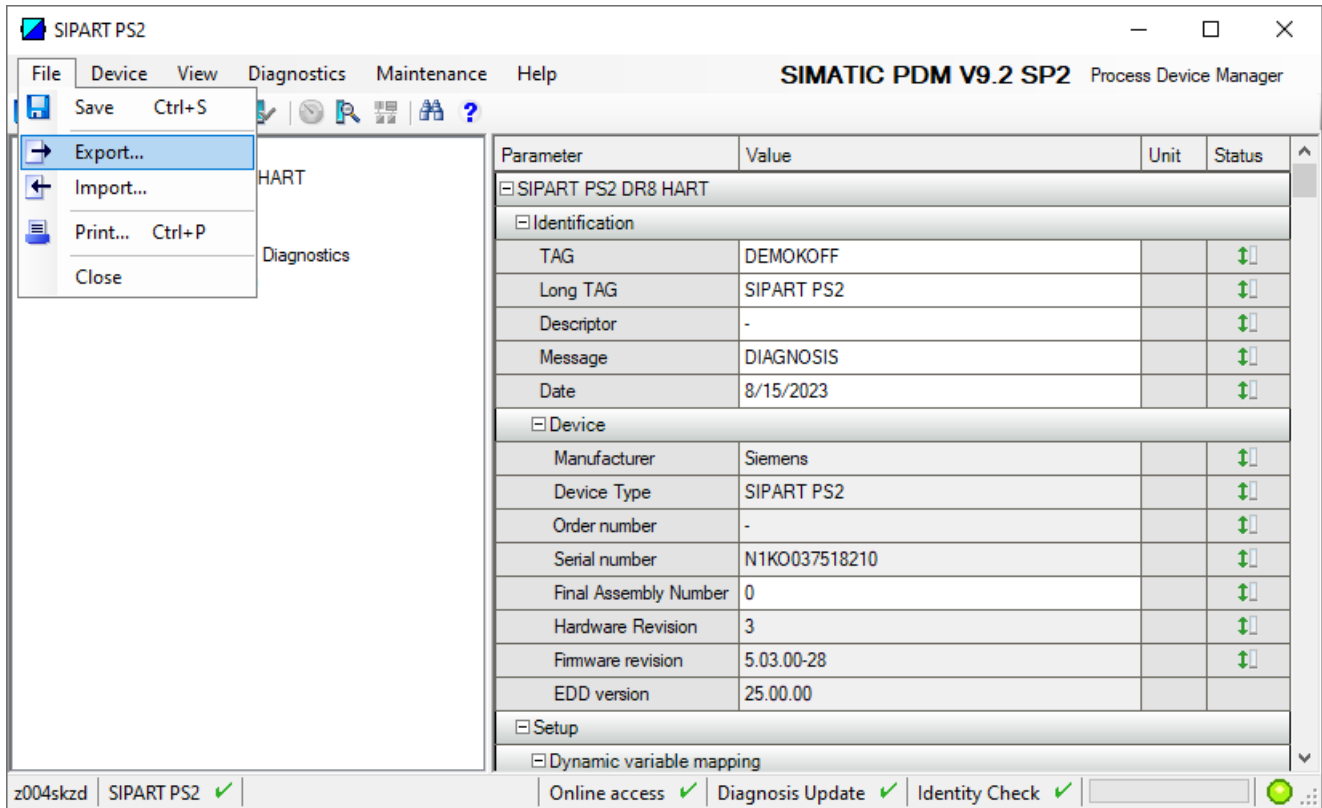 SIPART PS2
File Device View Diagnostics Maintenance Help SIMATIC PDM V9.2 SP2 Process Device Manager
Save Ctrl+S
Export...
Import...
Print... Ctrl+P
Close
HART
Diagnostics
Parameter Value Unit Status
SIPART PS2 DR8 HART
Identification
TAG DEMOKOFF
Long TAG SIPART PS2
Descriptor -
Message DIAGNOSIS
Date 8/15/2023
Device
Manufacturer Siemens
Device Type SIPART PS2
Order number -
Serial number N1KO037518210
Final Assembly Number 0
Hardware Revision 3
Firmware revision 5.03.00-28
EDD version 25.00.00
Setup
Dynamic variable mapping
z004skzd SIPART PS2 Online access Diagnosis Update Identity Check